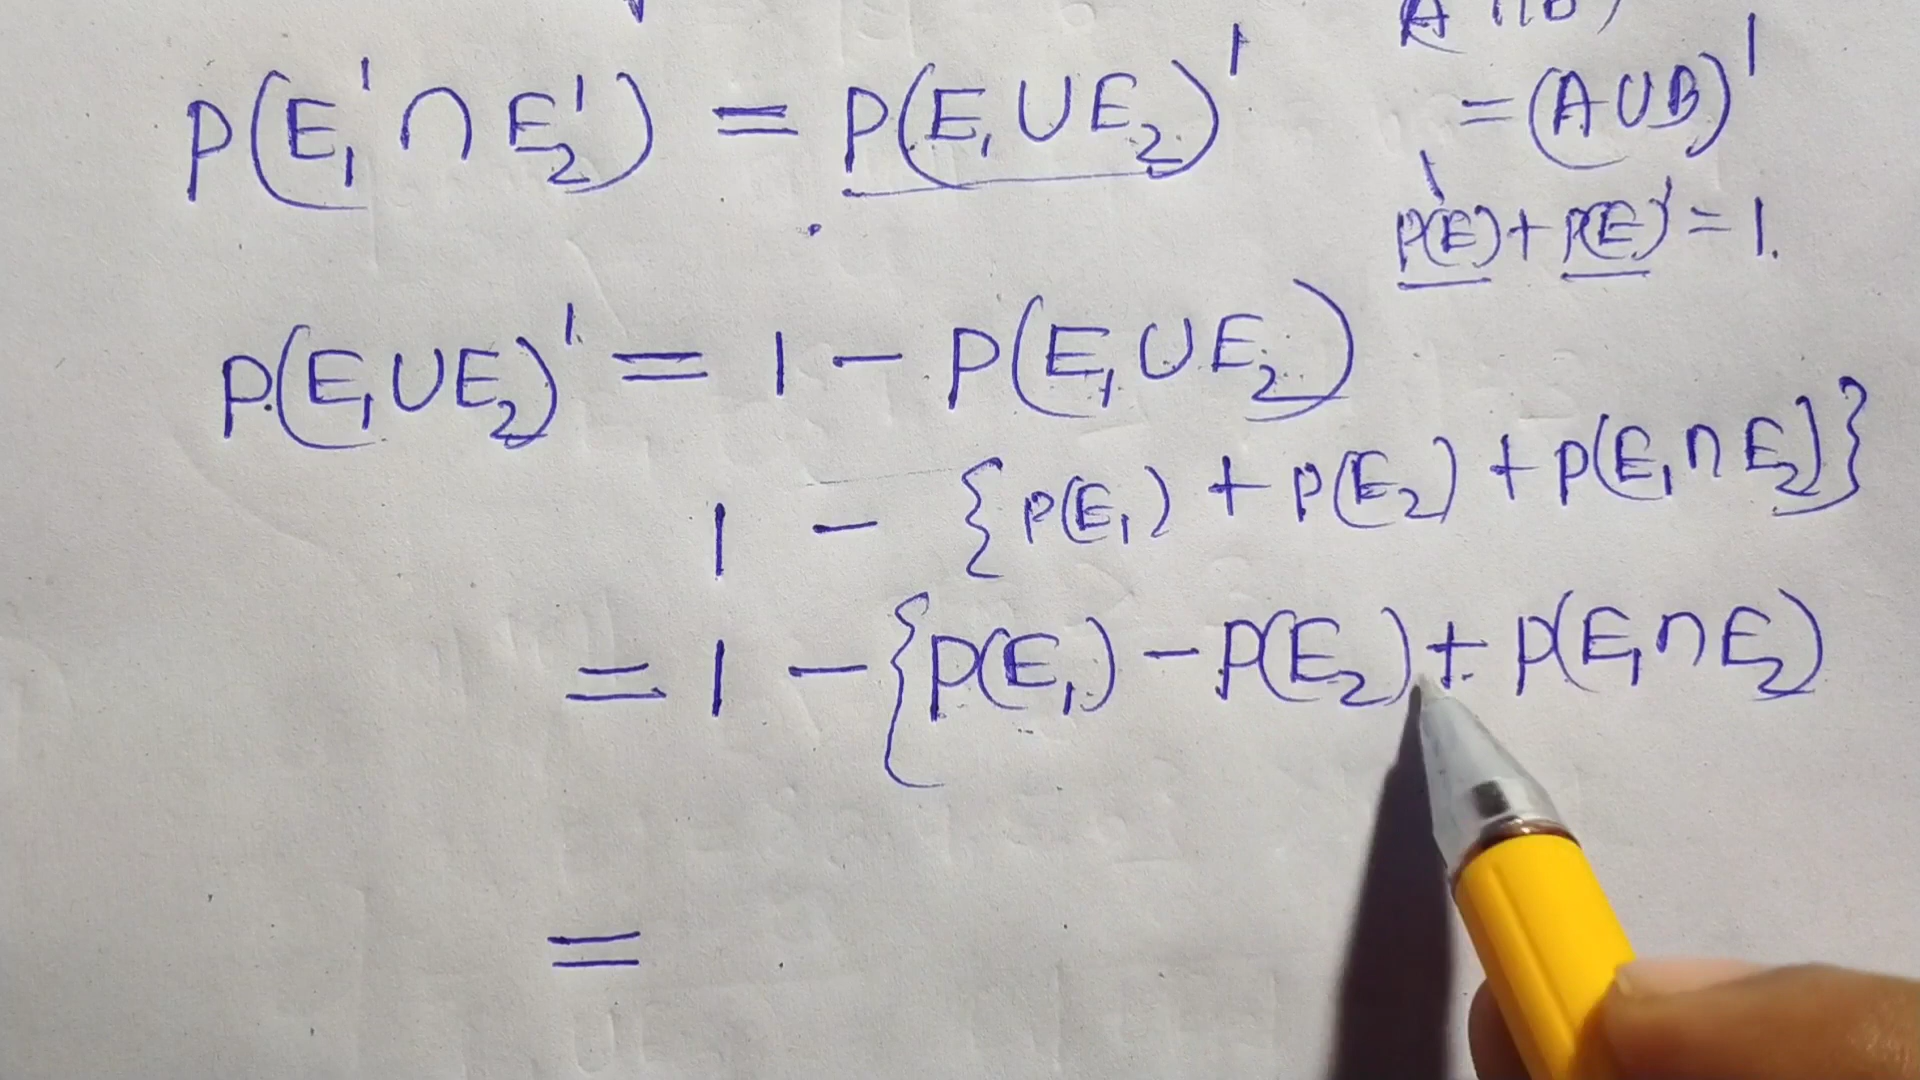 P(E₁' ∩ E₂') = P(E₁ ∪ E₂)'
= (A ∪ B)'
P(E) + P(E)' = 1.
P(E₁ ∪ E₂)' = 1 - P(E₁ ∪ E₂)
1 - {P(E₁) + P(E₂) + P(E₁ ∩ E₂)}
= 1 - {P(E₁) - P(E₂) + P(E₁ ∩ E₂)
=